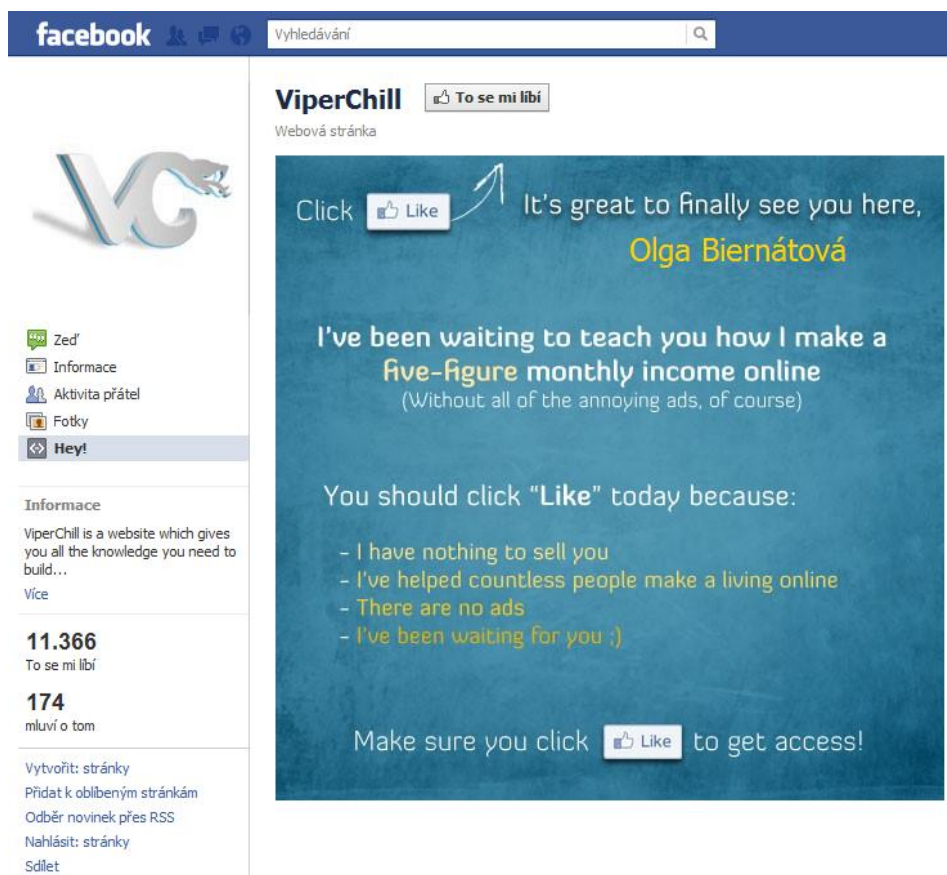 facebook
Vyhledávání
VC
ViperChill
To se mi líbí
Webová stránka
Click Like
It's great to finally see you here,
Olga Biernátová
I've been waiting to teach you how I make a
five-figure monthly income online
(Without all of the annoying ads, of course)
You should click "Like" today because:
- I have nothing to sell you
- I've helped countless people make a living online
- There are no ads
- I've been waiting for you :)
Make sure you click Like to get access!
Zeď
Informace
Aktivita přátel
Fotky
Hey!
Informace
ViperChill is a website which gives
you all the knowledge you need to
build...
Více
11.366
To se mi líbí
174
mluví o tom
Vytvořit: stránky
Přidat k oblíbeným stránkám
Odběr novinek přes RSS
Nahlásit: stránky
Sdílet